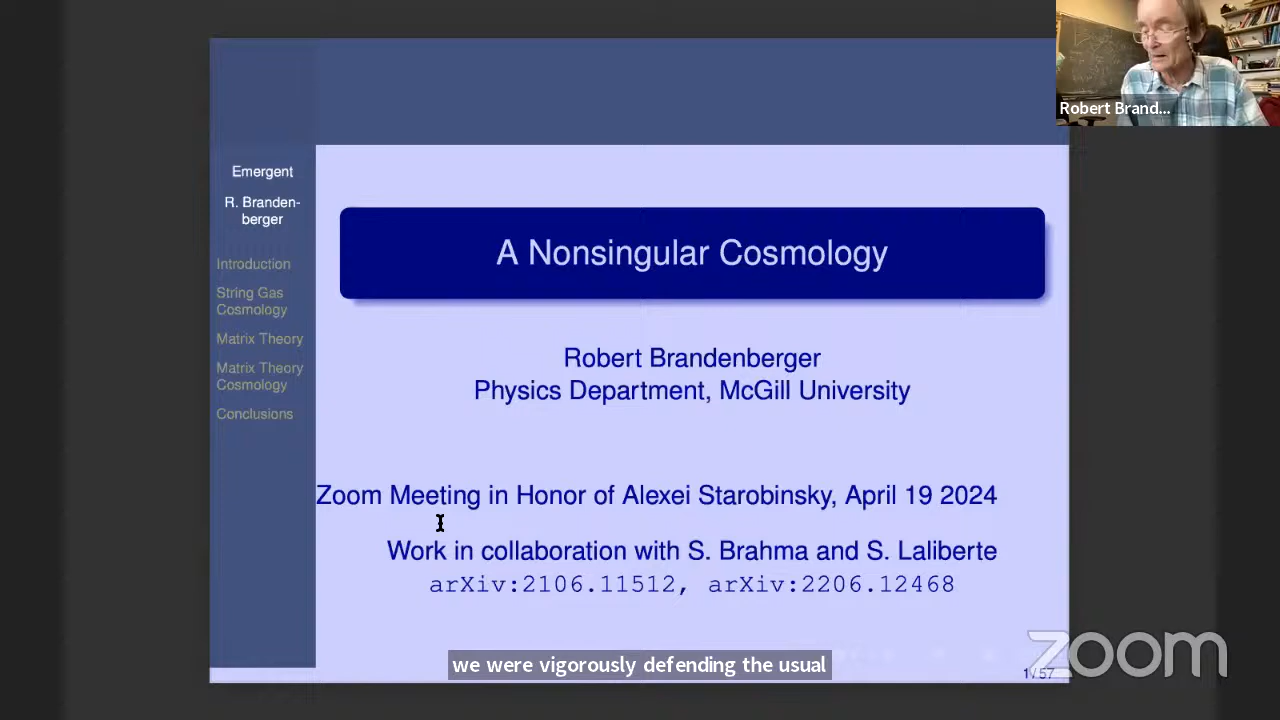 Robert Brand...
Emergent
R. Branden-
berger
Introduction
String Gas
Cosmology
Matrix Theory
Matrix Theory
Cosmology
Conclusions
A Nonsingular Cosmology
Robert Brandenberger
Physics Department, McGill University
Zoom Meeting in Honor of Alexei Starobinsky, April 19 2024
Work in collaboration with S. Brahma and S. Laliberte
arXiv:2106.11512, arXiv:2206.12468
we were vigorously defending the usual
1/57
zoom